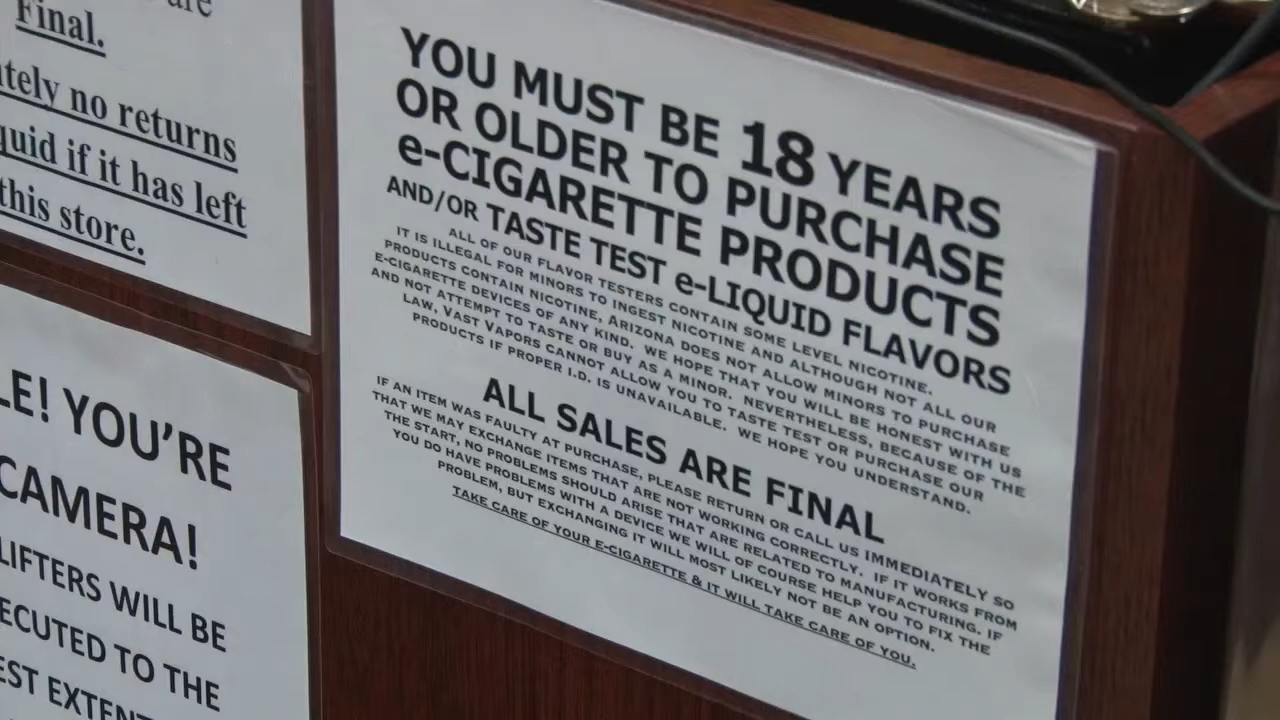 are
Final.
tely no returns
quid if it has left
this store.
LE! YOU'RE
CAMERA!
LIFTERS WILL BE
ECUTED TO THE
EST EXTENT
YOU MUST BE 18 YEARS
OR OLDER TO PURCHASE
e-CIGARETTE PRODUCTS
AND/OR TASTE TEST e-LIQUID FLAVORS
ALL OF OUR FLAVOR TESTERS CONTAIN SOME LEVEL NICOTINE.
IT IS ILLEGAL FOR MINORS TO INGEST NICOTINE AND ALTHOUGH NOT ALL OUR
PRODUCTS CONTAIN NICOTINE, ARIZONA DOES NOT ALLOW MINORS TO PURCHASE
E-CIGARETTE DEVICES OF ANY KIND. WE HOPE THAT YOU WILL BE HONEST WITH US
AND NOT ATTEMPT TO TASTE OR BUY AS A MINOR. NEVERTHELESS, BECAUSE OF THE
LAW, VAST VAPORS CANNOT ALLOW YOU TO TASTE TEST OR PURCHASE OUR
PRODUCTS IF PROPER I.D. IS UNAVAILABLE. WE HOPE YOU UNDERSTAND.
ALL SALES ARE FINAL
IF AN ITEM WAS FAULTY AT PURCHASE, PLEASE RETURN OR CALL US IMMEDIATELY SO
THAT WE MAY EXCHANGE ITEMS THAT ARE NOT WORKING CORRECTLY. IF IT WORKS FROM
THE START, NO PROBLEMS SHOULD ARISE THAT ARE RELATED TO MANUFACTURING. IF
YOU DO HAVE PROBLEMS WITH A DEVICE WE WILL OF COURSE HELP YOU TO FIX THE
PROBLEM, BUT EXCHANGING IT WILL MOST LIKELY NOT BE AN OPTION.
TAKE CARE OF YOUR E-CIGARETTE & IT WILL TAKE CARE OF YOU.